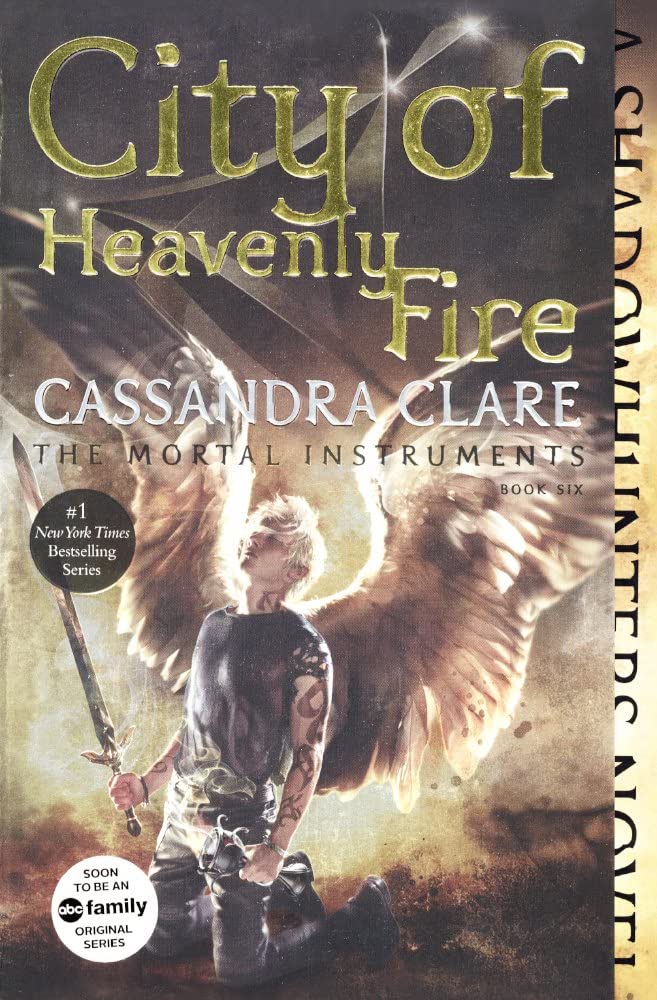 City of
Heavenly
Fire
CASSANDRA CLARE
THE MORTAL INSTRUMENTS
BOOK SIX
#1
New York Times
Bestselling
Series
SOON
TO BE AN
abc family
ORIGINAL
SERIES
A SHADOWHUNTERS NOVEL